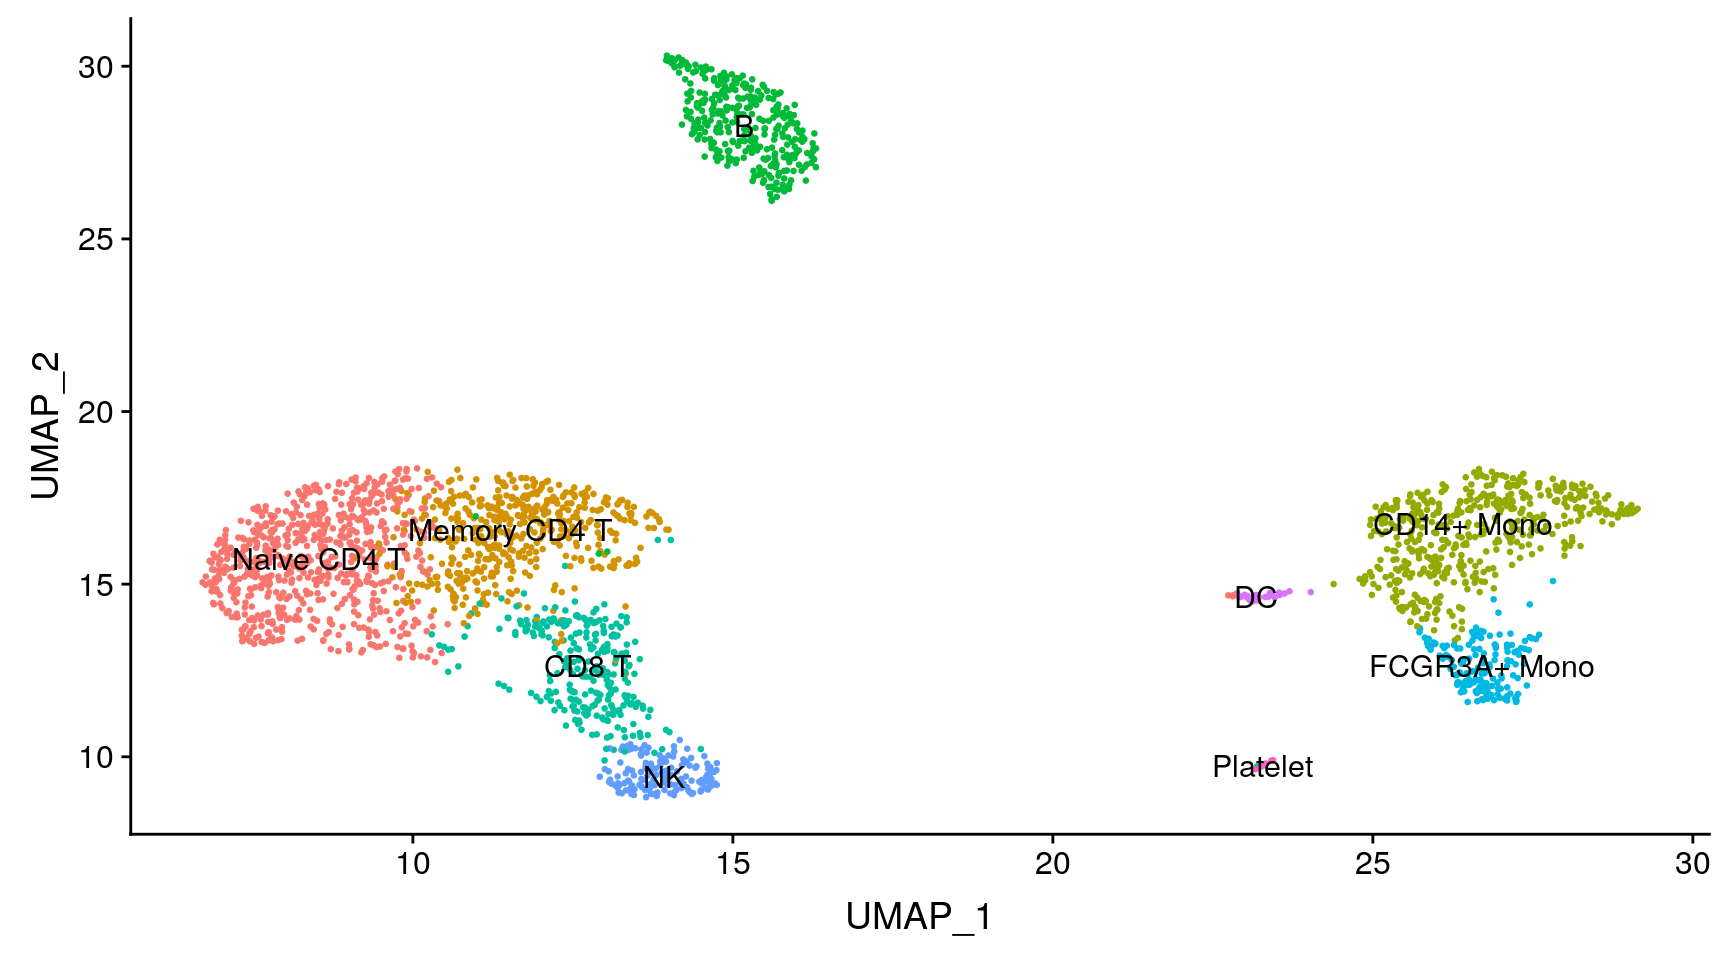 30
25
20
15
10
UMAP_2
B
Memory CD4 T
Naive CD4 T
CD14+ Mono
DC
CD8 T
FCGR3A+ Mono
NK
Platelet
10 15 20 25 30
UMAP_1